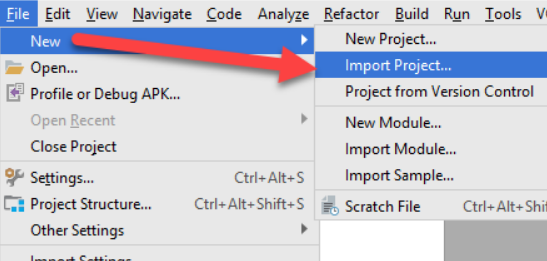 File Edit View Navigate Code Analyze Refactor Build Run Tools
New
Open...
Profile or Debug APK...
Open Recent
Close Project
Settings... Ctrl+Alt+S
Project Structure... Ctrl+Alt+Shift+S
Other Settings
Import Settings
New Project...
Import Project...
Project from Version Control
New Module...
Import Module...
Import Sample...
Scratch File Ctrl+Alt+Shi